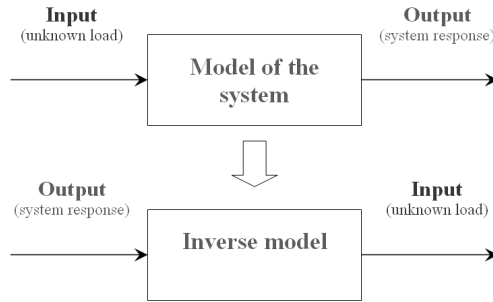 Input
(unknown load)
Output
(system response)
Model of the
system
Output
(system response)
Input
(unknown load)
Inverse model